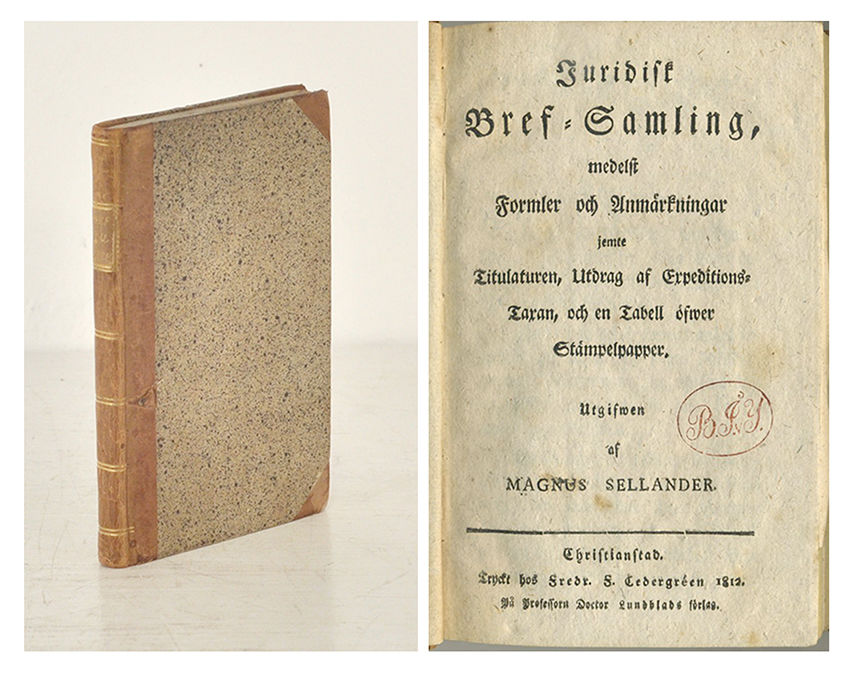 Juridisk
Bref-Samling,
medelst
Formler och Anmärkningar
jemte
Titulaturen, Utdrag af Expeditions-
Taxan, och en Tabell öfwer
Stämpelpapper.
Utgifwen
af
MAGNUS SELLANDER.
Christianstad.
Tryckt hos Fredr. F. Cedergréen 1812.
På Professorn Doctor Lundblads förlag.